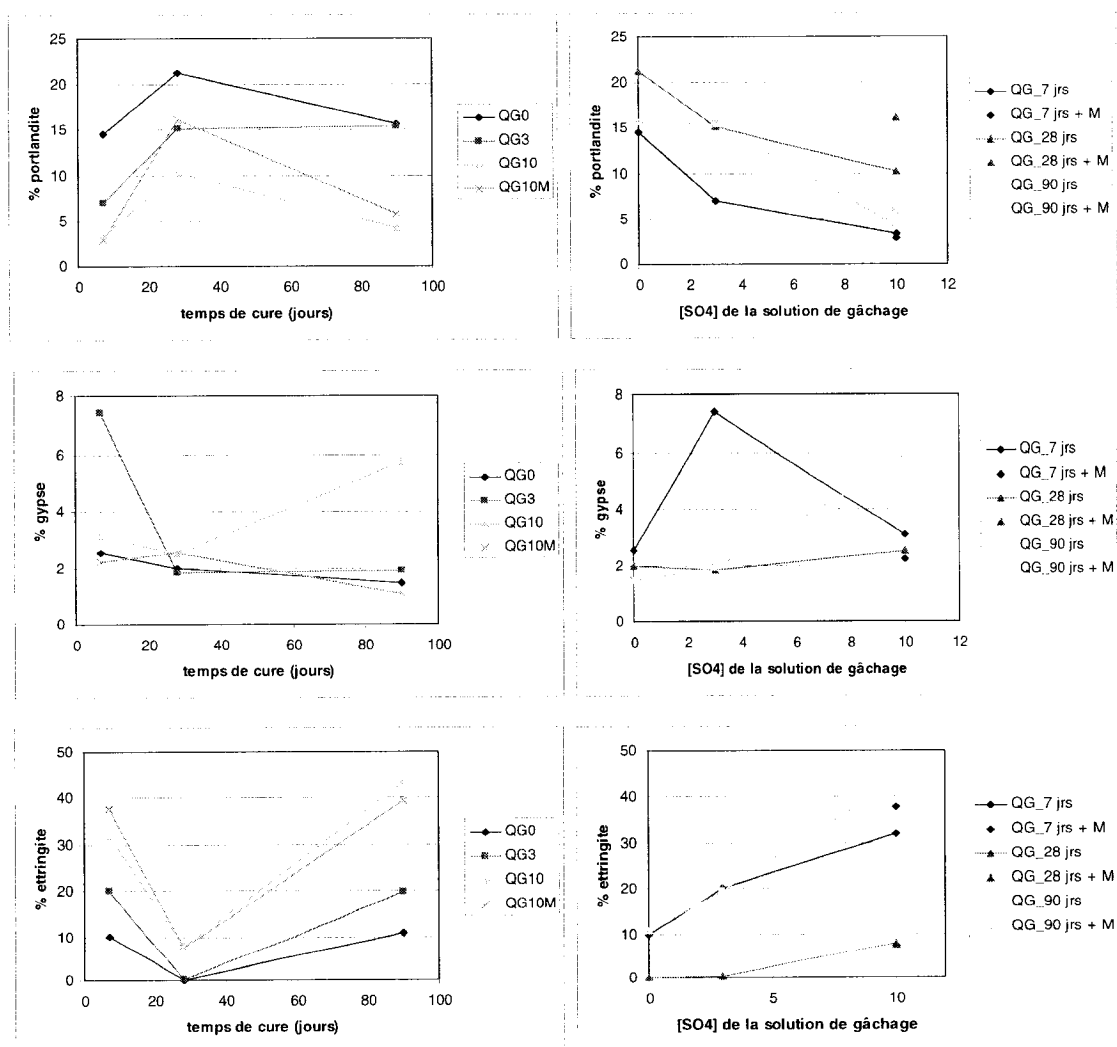 25
20
15
10
5
0
% portlandite
0 20 40 60 80 100
temps de cure (jours)
QG0
QG3
QG10
QG10M
25
20
15
10
5
0
% portlandite
0 2 4 6 8 10 12
[SO4] de la solution de gâchage
QG_7 jrs
QG_7 jrs + M
QG_28 jrs
QG_28 jrs + M
QG_90 jrs
QG_90 jrs + M
8
6
4
2
0
% gypse
0 20 40 60 80 100
temps de cure (jours)
QG0
QG3
QG10
QG10M
8
6
4
2
0
% gypse
0 2 4 6 8 10 12
[SO4] de la solution de gâchage
QG_7 jrs
QG_7 jrs + M
QG_28 jrs
QG_28 jrs + M
QG_90 jrs
QG_90 jrs + M
50
40
30
20
10
0
% ettringite
0 20 40 60 80 100
temps de cure (jours)
QG0
QG3
QG10
QG10M
50
40
30
20
10
0
% ettringite
0 5 10
[SO4] de la solution de gâchage
QG_7 jrs
QG_7 jrs + M
QG_28 jrs
QG_28 jrs + M
QG_90 jrs
QG_90 jrs + M